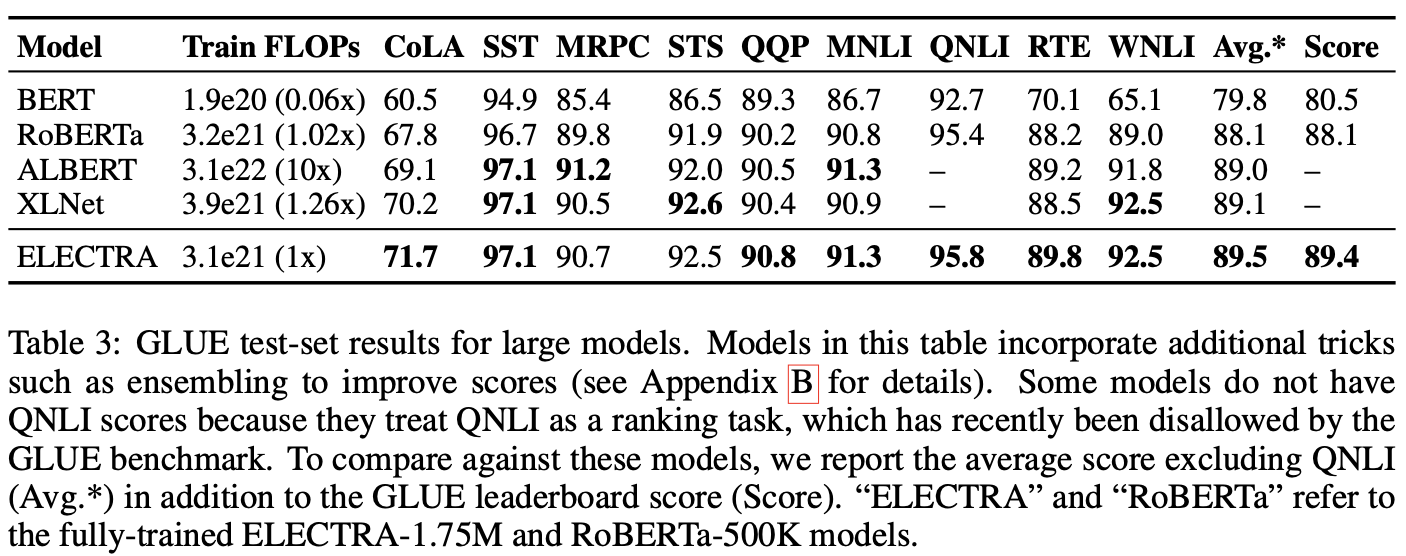 Model Train FLOPs CoLA SST MRPC STS QQP MNLI QNLI RTE WNLI Avg.* Score
BERT 1.9e20 (0.06x) 60.5 94.9 85.4 86.5 89.3 86.7 92.7 70.1 65.1 79.8 80.5
RoBERTa 3.2e21 (1.02x) 67.8 96.7 89.8 91.9 90.2 90.8 95.4 88.2 89.0 88.1 88.1
ALBERT 3.1e22 (10x) 69.1 97.1 91.2 92.0 90.5 91.3 – 89.2 91.8 89.0 –
XLNet 3.9e21 (1.26x) 70.2 97.1 90.5 92.6 90.4 90.9 – 88.5 92.5 89.1 –
ELECTRA 3.1e21 (1x) 71.7 97.1 90.7 92.5 90.8 91.3 95.8 89.8 92.5 89.5 89.4
Table 3: GLUE test-set results for large models. Models in this table incorporate additional tricks
such as ensembling to improve scores (see Appendix B for details). Some models do not have
QNLI scores because they treat QNLI as a ranking task, which has recently been disallowed by the
GLUE benchmark. To compare against these models, we report the average score excluding QNLI
(Avg.*) in addition to the GLUE leaderboard score (Score). “ELECTRA” and “RoBERTa” refer to
the fully-trained ELECTRA-1.75M and RoBERTa-500K models.